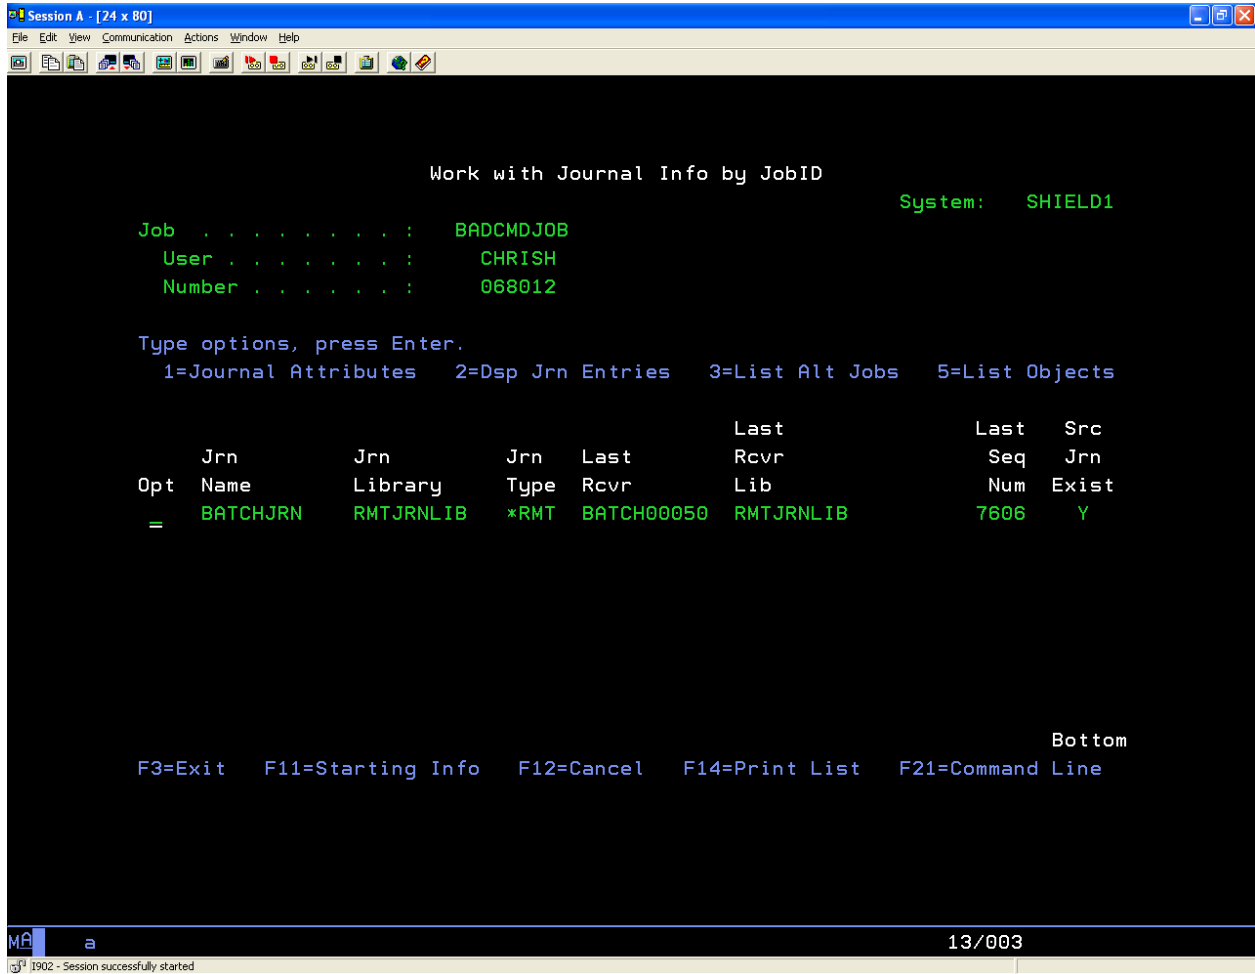 Session A - [24 x 80]
File Edit View Communication Actions Window Help
Work with Journal Info by JobID
System: SHIELD1
Job . . . . . . . . : BADCMDJOB
User . . . . . . . : CHRISH
Number . . . . . . : 068012
Type options, press Enter.
1=Journal Attributes 2=Dsp Jrn Entries 3=List Alt Jobs 5=List Objects
Last Last Src
Jrn Jrn Jrn Last Rcvr Seq Jrn
Opt Name Library Type Rcvr Lib Num Exist
_ BATCHJRN RMTJRNLIB *RMT BATCH00050 RMTJRNLIB 7606 Y
Bottom
F3=Exit F11=Starting Info F12=Cancel F14=Print List F21=Command Line
MA a 13/003
I902 - Session successfully started